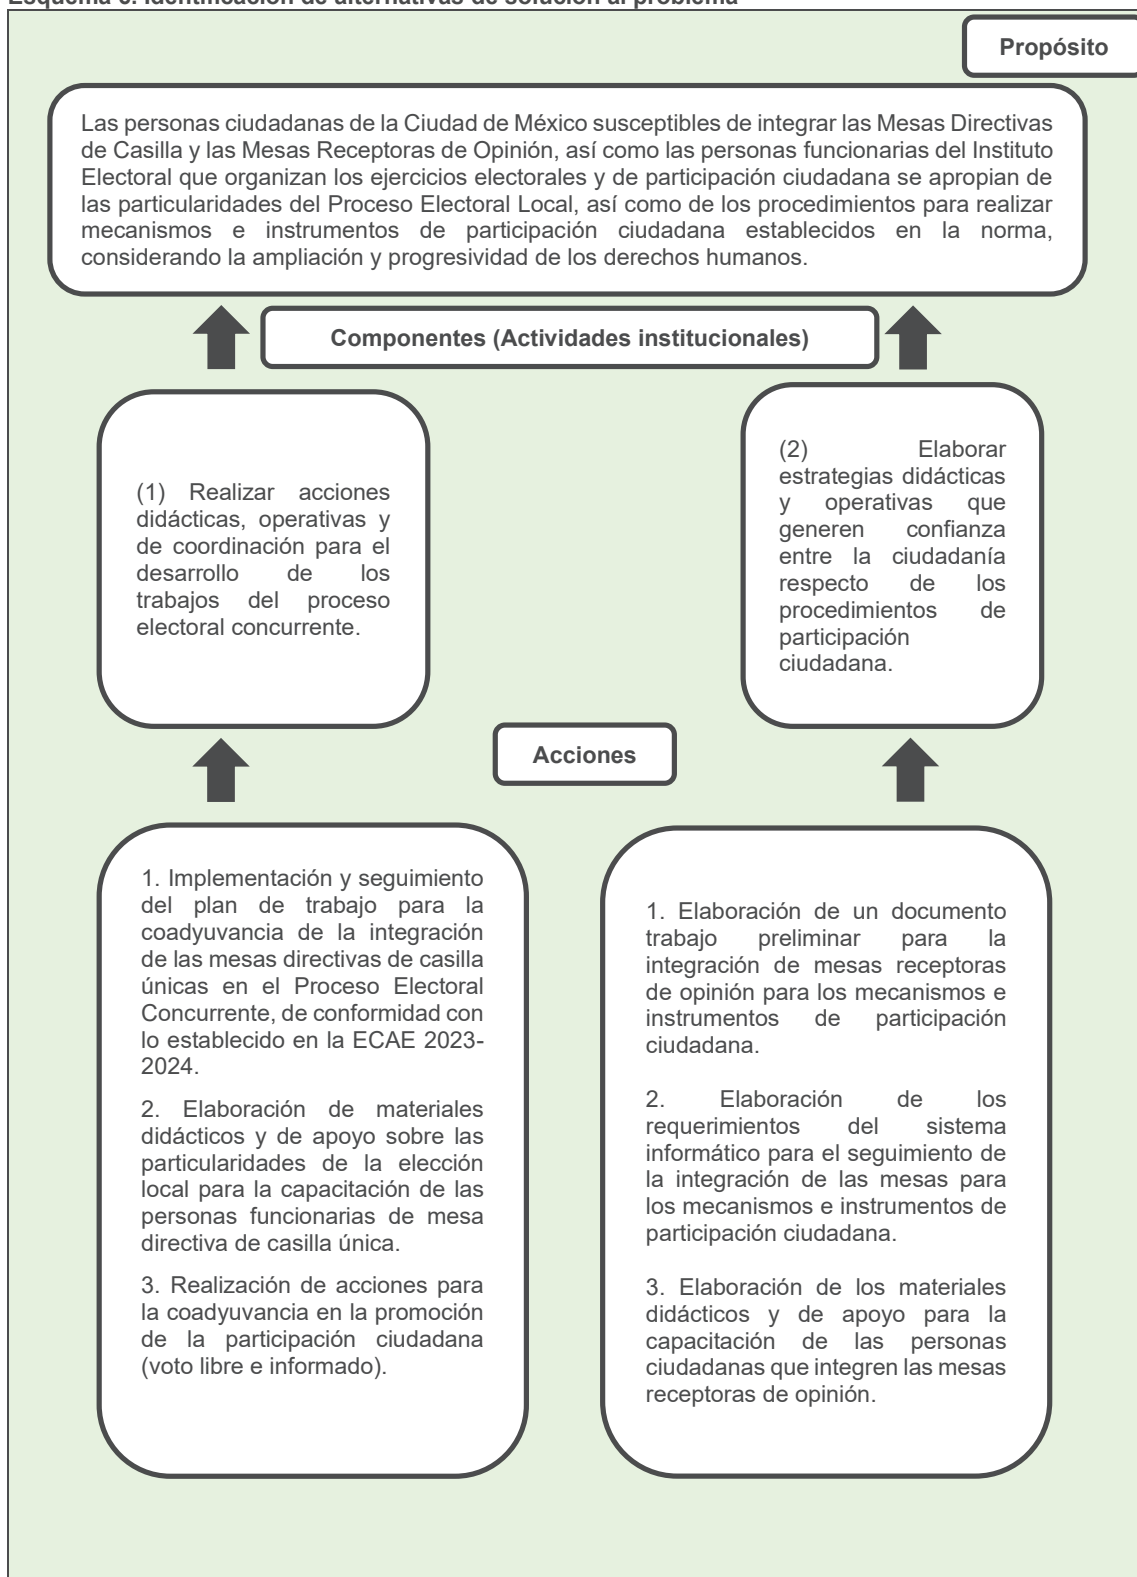 Esquema 6. Identificación de alternativas de solución al problema
Propósito
Las personas ciudadanas de la Ciudad de México susceptibles de integrar las Mesas Directivas
de Casilla y las Mesas Receptoras de Opinión, así como las personas funcionarias del Instituto
Electoral que organizan los ejercicios electorales y de participación ciudadana se apropian de
las particularidades del Proceso Electoral Local, así como de los procedimientos para realizar
mecanismos e instrumentos de participación ciudadana establecidos en la norma,
considerando la ampliación y progresividad de los derechos humanos.
Componentes (Actividades institucionales)
(1) Realizar acciones
didácticas, operativas y
de coordinación para el
desarrollo de los
trabajos del proceso
electoral concurrente.
(2) Elaborar
estrategias didácticas
y operativas que
generen confianza
entre la ciudadanía
respecto de los
procedimientos de
participación
ciudadana.
Acciones
1. Implementación y seguimiento
del plan de trabajo para la
coadyuvancia de la integración
de las mesas directivas de casilla
únicas en el Proceso Electoral
Concurrente, de conformidad con
lo establecido en la ECAE 2023-
2024.
2. Elaboración de materiales
didácticos y de apoyo sobre las
particularidades de la elección
local para la capacitación de las
personas funcionarias de mesa
directiva de casilla única.
3. Realización de acciones para
la coadyuvancia en la promoción
de la participación ciudadana
(voto libre e informado).
1. Elaboración de un documento
trabajo preliminar para la
integración de mesas receptoras
de opinión para los mecanismos e
instrumentos de participación
ciudadana.
2. Elaboración de los
requerimientos del sistema
informático para el seguimiento de
la integración de las mesas para
los mecanismos e instrumentos de
participación ciudadana.
3. Elaboración de los materiales
didácticos y de apoyo para la
capacitación de las personas
ciudadanas que integren las mesas
receptoras de opinión.